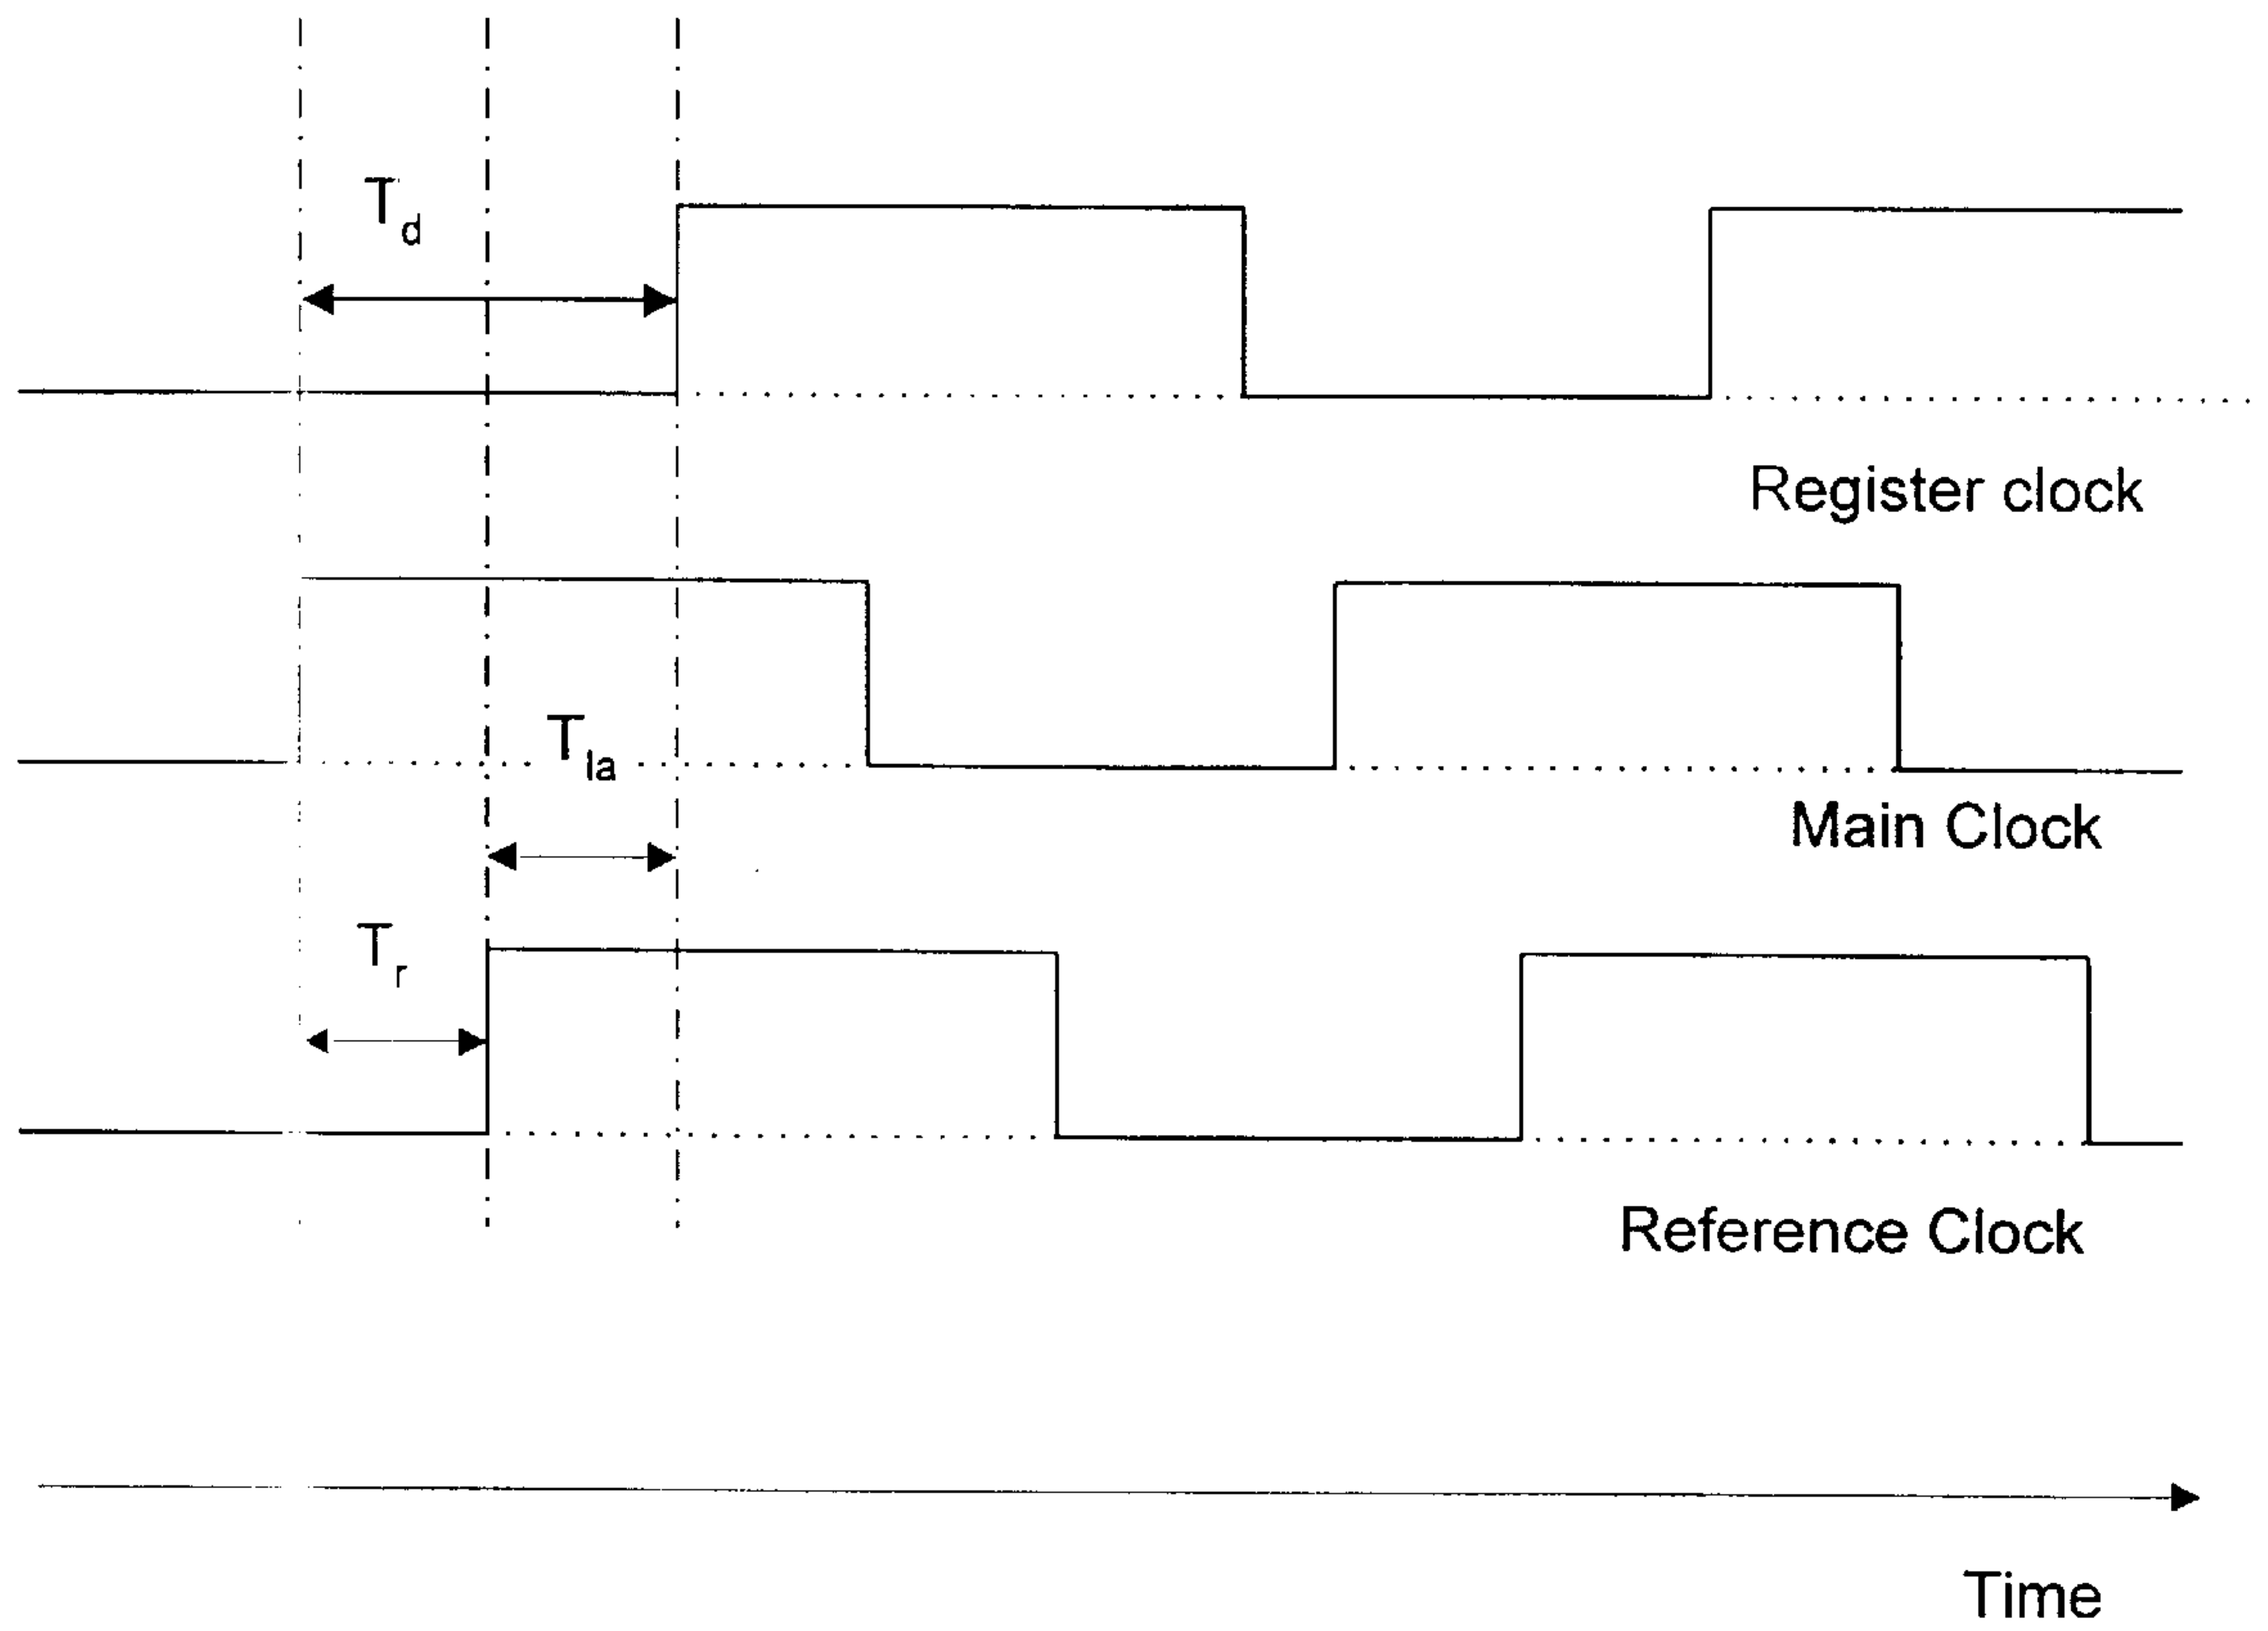 Td
Register clock
Tla
Main Clock
Tr
Reference Clock
Time